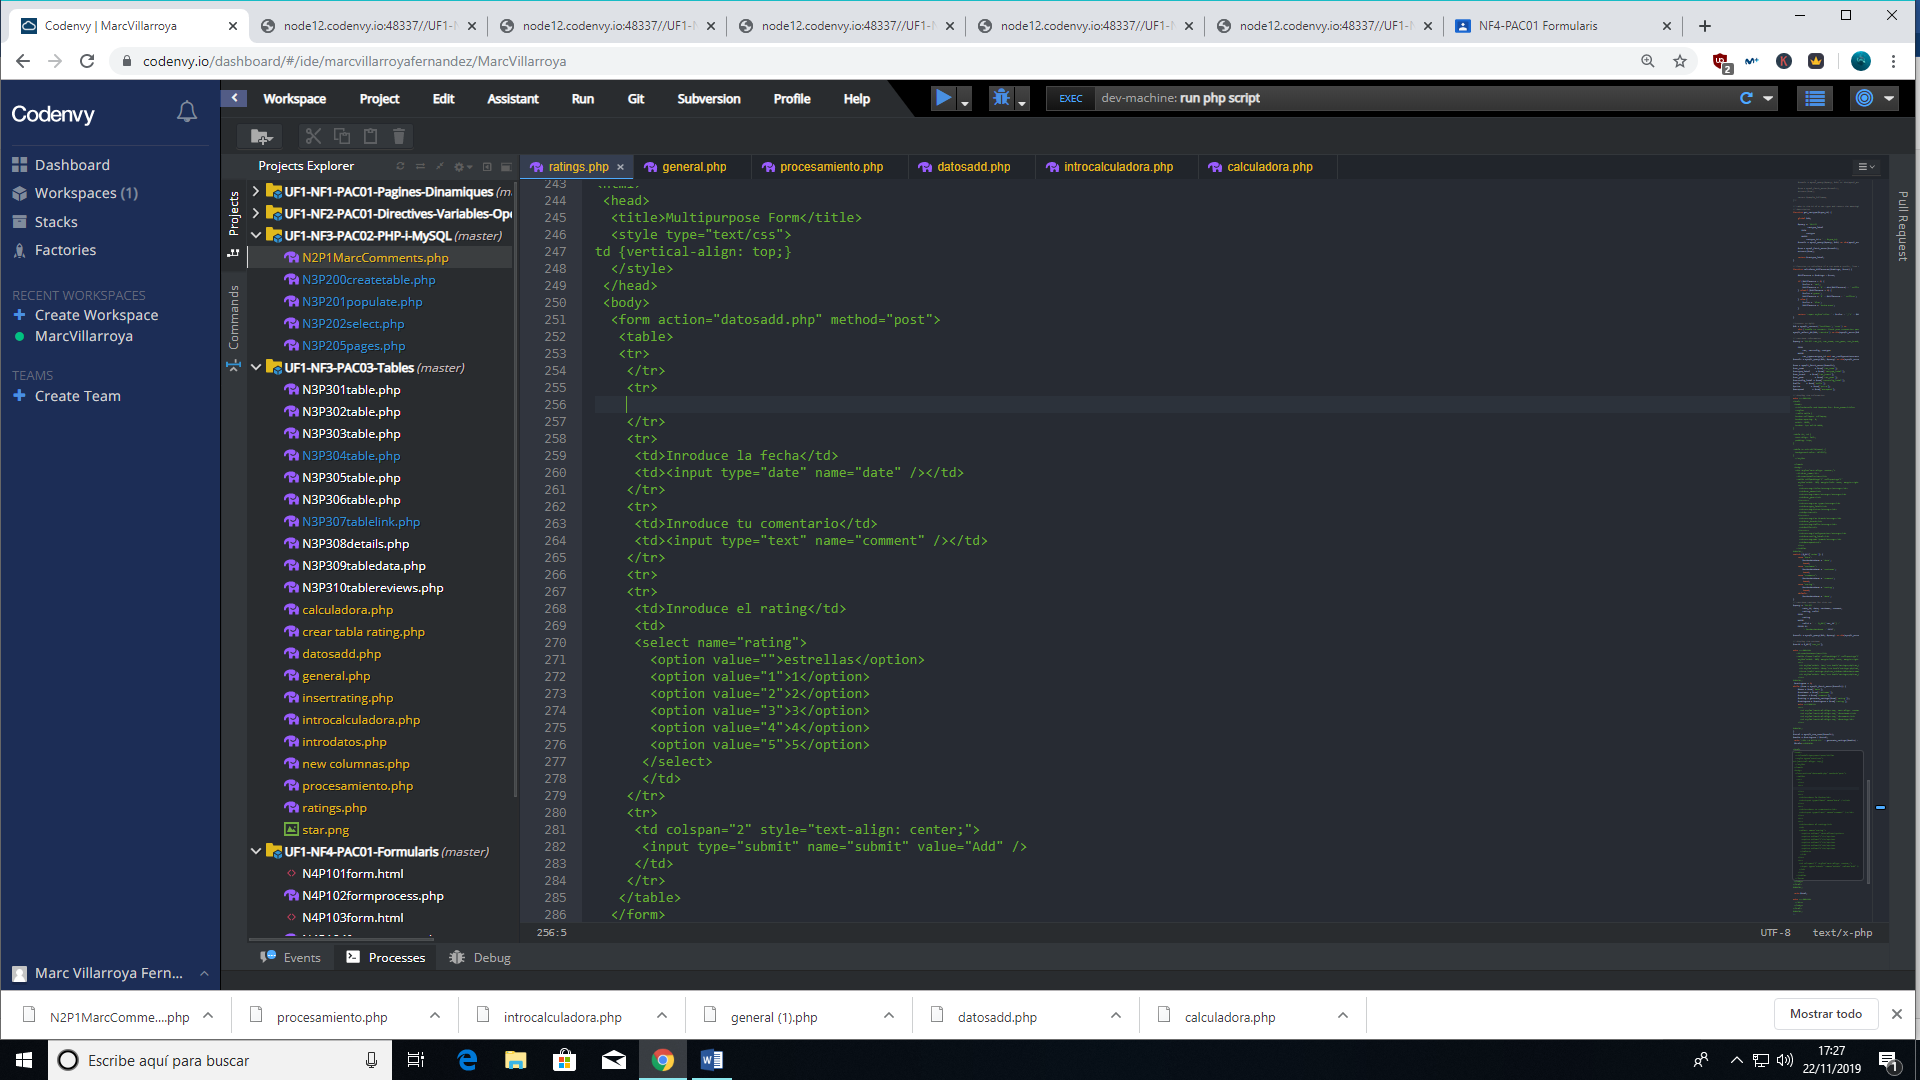 Codenvy | MarcVillarroya
node12.codenvy.io:48337//UF1-
node12.codenvy.io:48337//UF1-
node12.codenvy.io:48337//UF1-
node12.codenvy.io:48337//UF1-
node12.codenvy.io:48337//UF1-
NF4-PAC01 Formularis
codenvy.io/dashboard/#/ide/marcvillarroyafernandez/MarcVillarroya
2
Codenvy
Workspace Project Edit Assistant Run Git Subversion Profile Help
EXEC dev-machine: run php script
Dashboard
Workspaces (1)
Stacks
Factories
RECENT WORKSPACES
Create Workspace
MarcVillarroya
TEAMS
Create Team
Marc Villarroya Fern...
Projects
Commands
Projects Explorer
UF1-NF1-PAC01-Pagines-Dinamiques (m
UF1-NF2-PAC01-Directives-Variables-Ope
UF1-NF3-PAC02-PHP-i-MySQL (master)
N2P1MarcComments.php
N3P200createtable.php
N3P201populate.php
N3P202select.php
N3P205pages.php
UF1-NF3-PAC03-Tables (master)
N3P301table.php
N3P302table.php
N3P303table.php
N3P304table.php
N3P305table.php
N3P306table.php
N3P307tablelink.php
N3P308details.php
N3P309tabledata.php
N3P310tablereviews.php
calculadora.php
crear tabla rating.php
datosadd.php
general.php
insertrating.php
introcalculadora.php
introdatos.php
new columnas.php
procesamiento.php
ratings.php
star.png
UF1-NF4-PAC01-Formularis (master)
N4P101form.html
N4P102formprocess.php
N4P103form.html
ratings.php general.php procesamiento.php datosadd.php introcalculadora.php calculadora.php
243 <html>
244 <head>
245 <title>Multipurpose Form</title>
246 <style type="text/css">
247 td {vertical-align: top;}
248 </style>
249 </head>
250 <body>
251 <form action="datosadd.php" method="post">
252 <table>
253 <tr>
254 </tr>
255 <tr>
256
257 </tr>
258 <tr>
259 <td>Inroduce la fecha</td>
260 <td><input type="date" name="date" /></td>
261 </tr>
262 <tr>
263 <td>Inroduce tu comentario</td>
264 <td><input type="text" name="comment" /></td>
265 </tr>
266 <tr>
267 <tr>
268 <td>Inroduce el rating</td>
269 <td>
270 <select name="rating">
271 <option value="">estrellas</option>
272 <option value="1">1</option>
273 <option value="2">2</option>
274 <option value="3">3</option>
275 <option value="4">4</option>
276 <option value="5">5</option>
277 </select>
278 </td>
279 </tr>
280 <tr>
281 <td colspan="2" style="text-align: center;">
282 <input type="submit" name="submit" value="Add" />
283 </td>
284 </tr>
285 </table>
286 </form>
256:5
UTF-8 text/x-php
Pull Request
Events Processes Debug
N2P1MarcComme....php
procesamiento.php
introcalculadora.php
general (1).php
datosadd.php
calculadora.php
Mostrar todo
Escribe aquí para buscar
17:27
22/11/2019
1